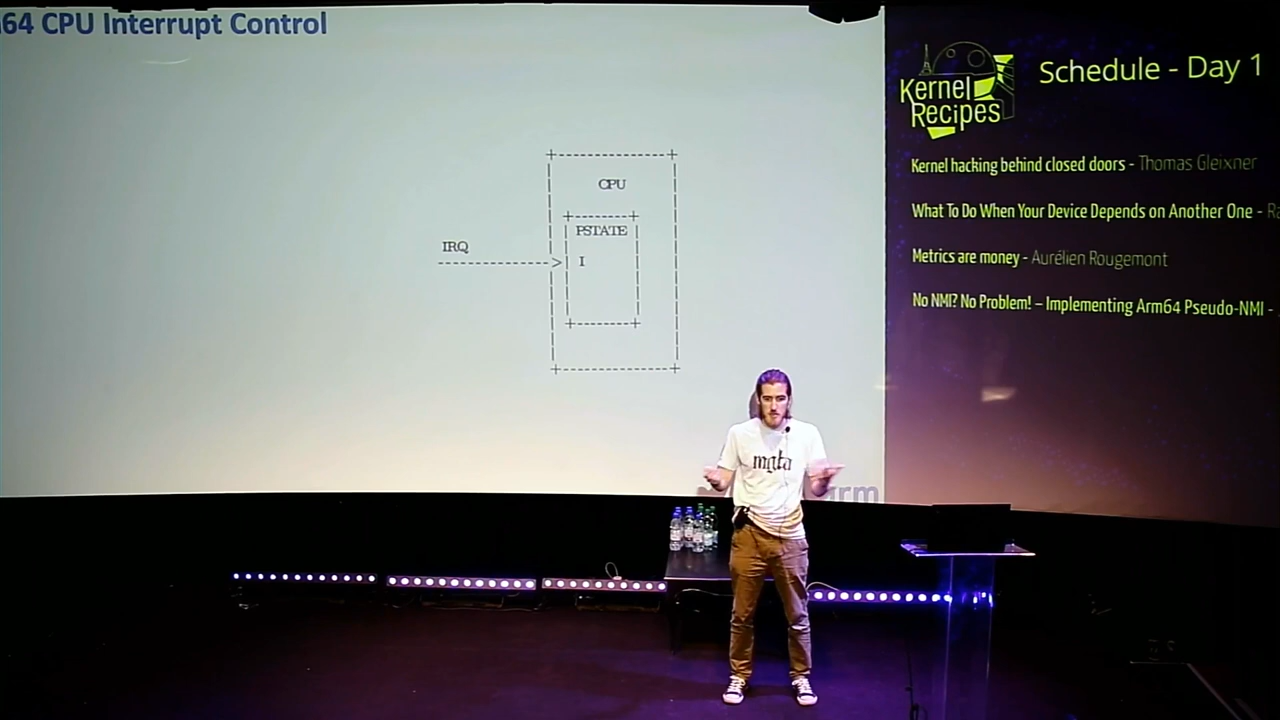 64 CPU Interrupt Control
CPU
PSTATE
IRQ
I
arm
Kernel
Recipes
Schedule - Day 1
Kernel hacking behind closed doors - Thomas Gleixner
What To Do When Your Device Depends on Another One -
Metrics are money - Aurélien Rougemont
No NMI? No Problem! – Implementing Arm64 Pseudo-NMI -